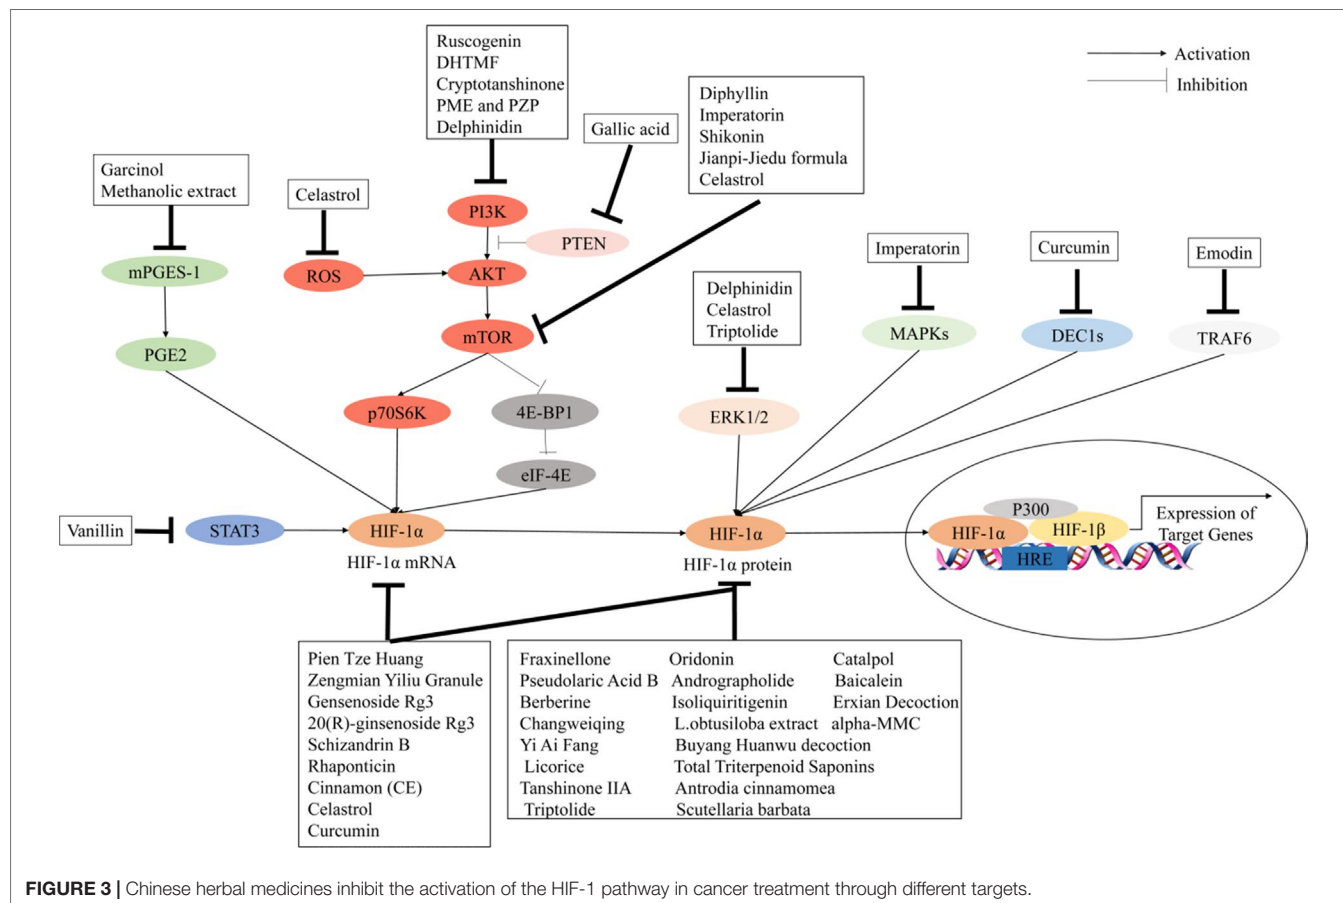 Ruscogenin
DHTMF
Cryptotanshinone
PME and PZP
Delphinidin
Activation
Inhibition
Gallic acid
Diphyllin
Imperatorin
Shikonin
Jianpi-Jiedu formula
Celastrol
Garcinol
Methanolic extract
Celastrol
PI3K
PTEN
mPGES-1
ROS
AKT
Imperatorin
Curcumin
Emodin
Delphinidin
Celastrol
Triptolide
mTOR
MAPKs
DEC1s
TRAF6
PGE2
p70S6K
4E-BP1
ERK1/2
eIF-4E
Vanillin
STAT3
HIF-1α
HIF-1α mRNA
HIF-1α
HIF-1α protein
P300
HIF-1α
HIF-1β
HRE
Expression of
Target Genes
Pien Tze Huang
Zengmian Yiliu Granule
Gensenoside Rg3
20(R)-ginsenoside Rg3
Schizandrin B
Rhaponticin
Cinnamon (CE)
Celastrol
Curcumin
Fraxinellone Oridonin Catalpol
Pseudolaric Acid B Andrographolide Baicalein
Berberine Isoliquiritigenin Erxian Decoction
Changweiqing L.obtusiloba extract alpha-MMC
Yi Ai Fang Buyang Huanwu decoction
Licorice Total Triterpenoid Saponins
Tanshinone IIA Antrodia cinnamomea
Triptolide Scutellaria barbata
FIGURE 3 | Chinese herbal medicines inhibit the activation of the HIF-1 pathway in cancer treatment through different targets.